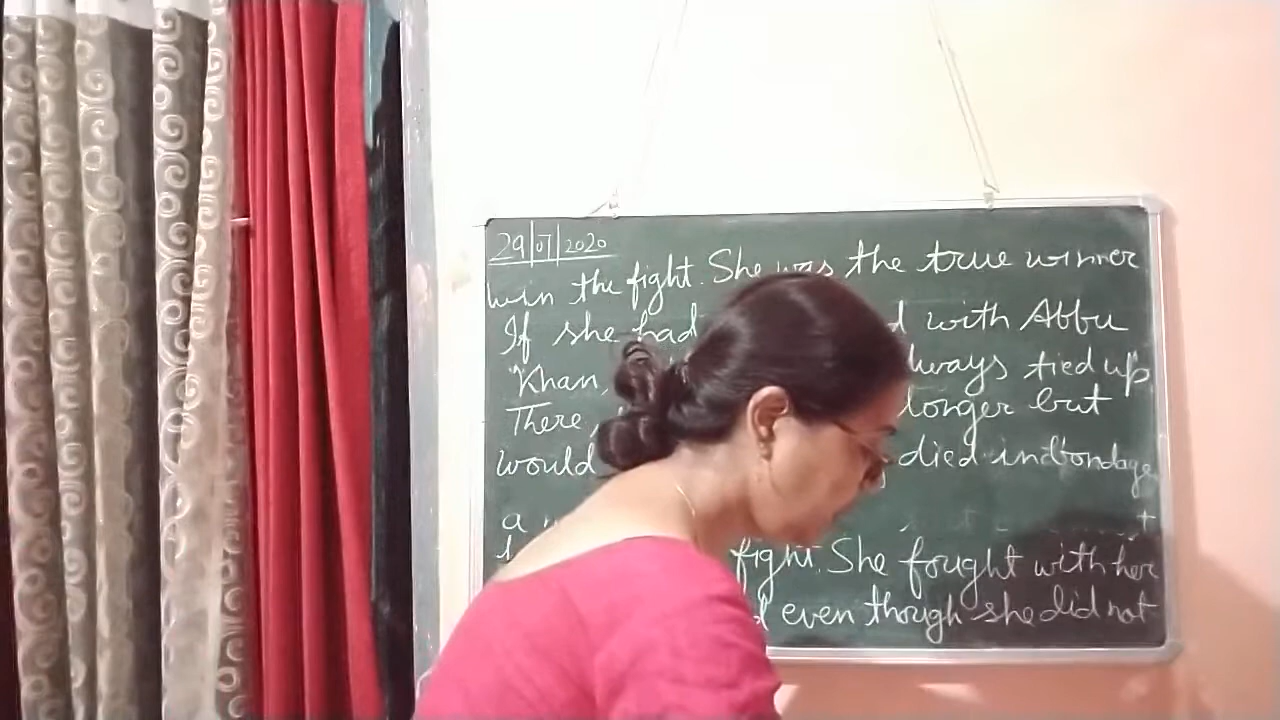 29/07/2020
win the fight. She was the true winner
If she had with Abbu
Khan, always tied up.
There, longer but
would died in bondage
a
fight. She fought with her
even though she did not